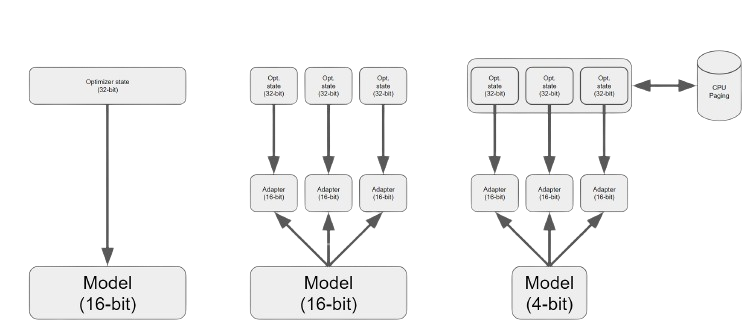 Optimizer state
(32-bit)
Opt.
state
(32-bit)
Opt.
state
(32-bit)
Opt.
state
(32-bit)
Opt.
state
(32-bit)
Opt.
state
(32-bit)
Opt.
state
(32-bit)
CPU
Paging
Adapter
(16-bit)
Adapter
(16-bit)
Adapter
(16-bit)
Adapter
(16-bit)
Adapter
(16-bit)
Adapter
(16-bit)
Model
(16-bit)
Model
(16-bit)
Model
(4-bit)